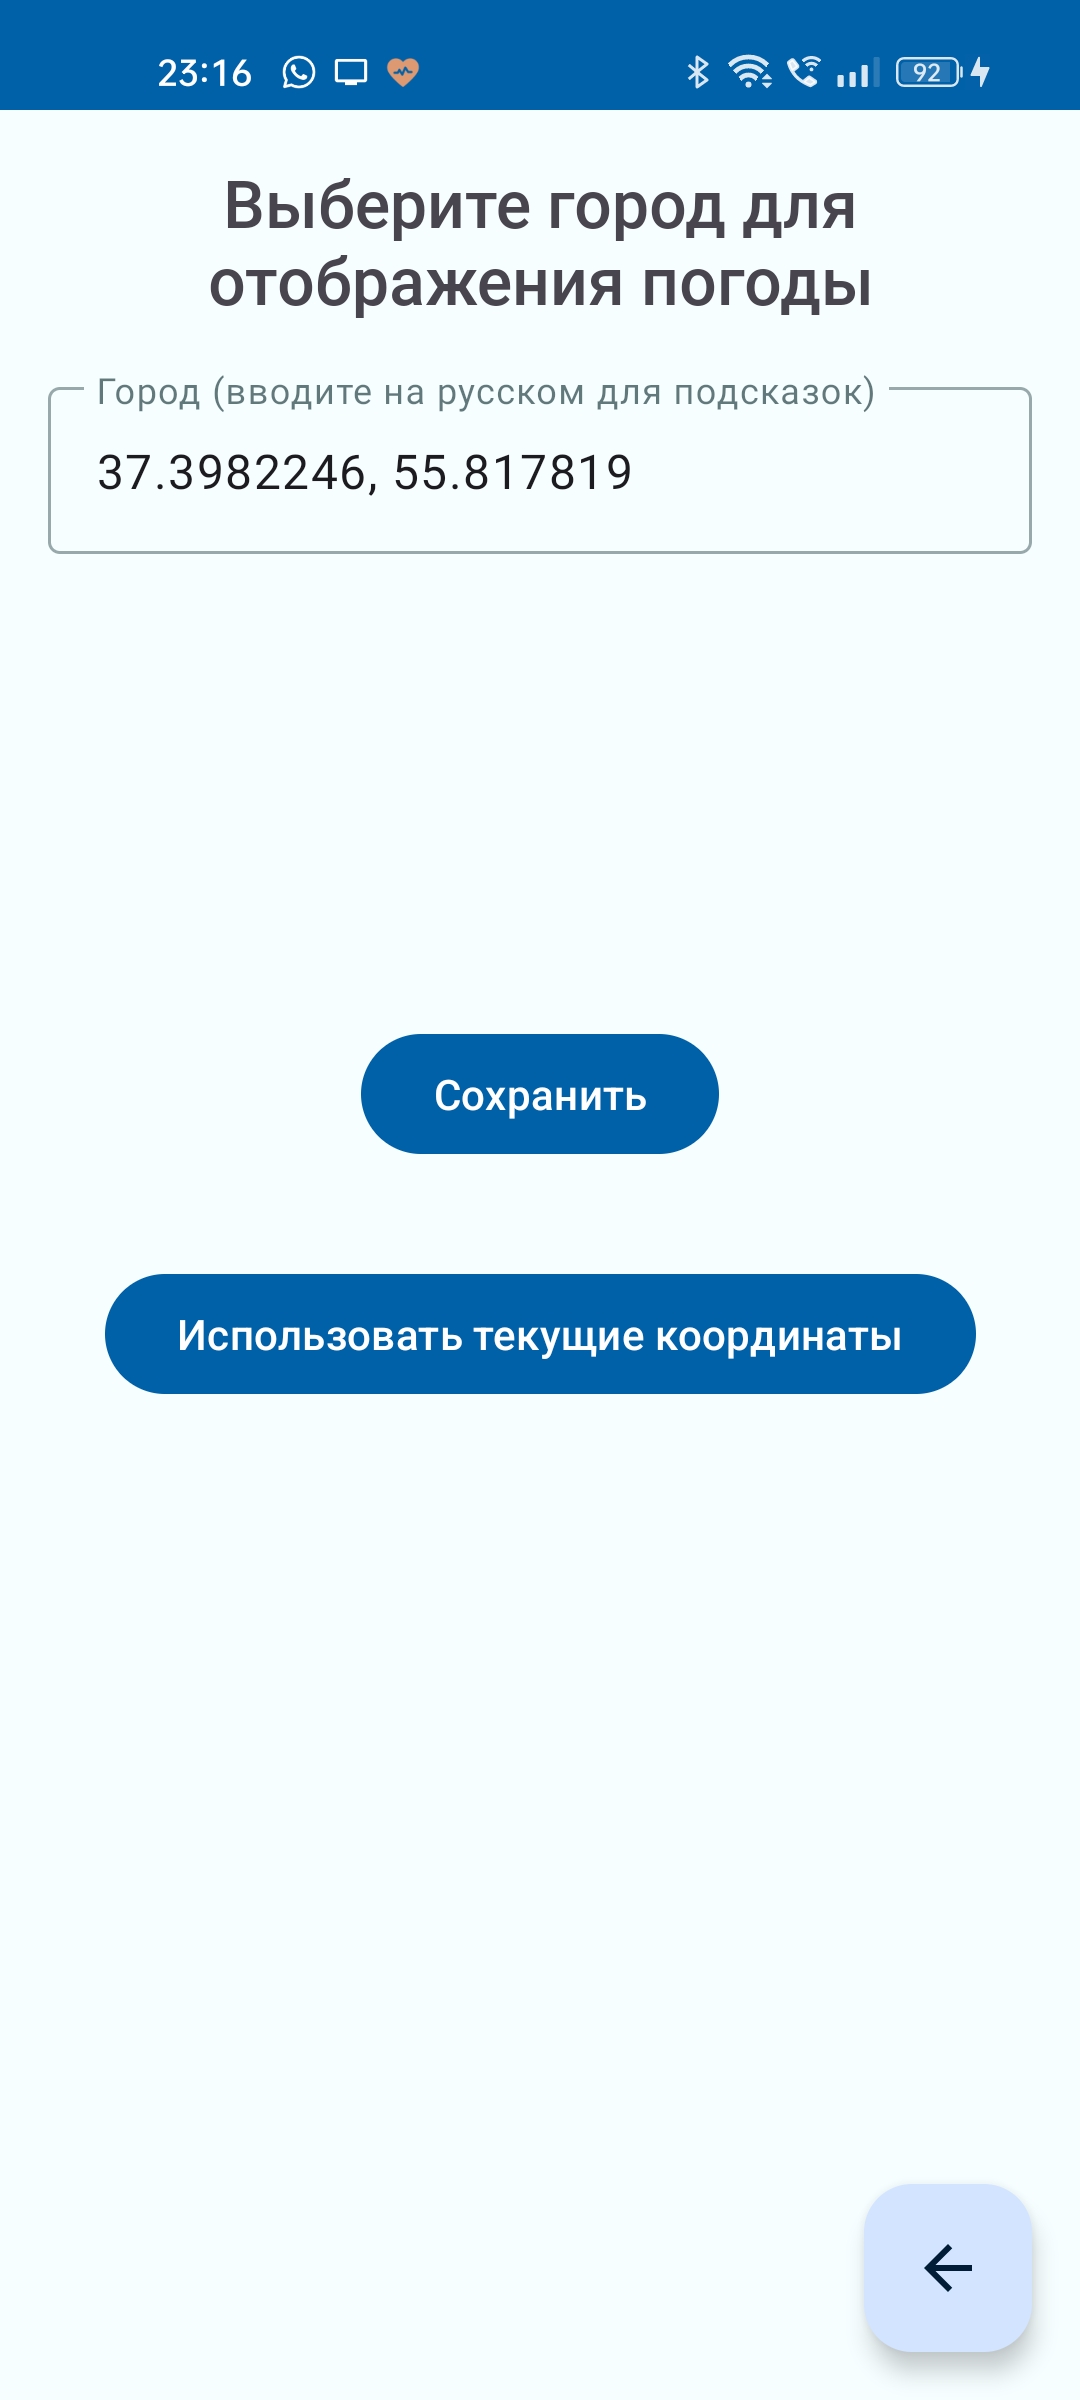 23:16
92
Выберите город для
отображения погоды
Город (вводите на русском для подсказок)
37.3982246, 55.817819
Сохранить
Использовать текущие координаты